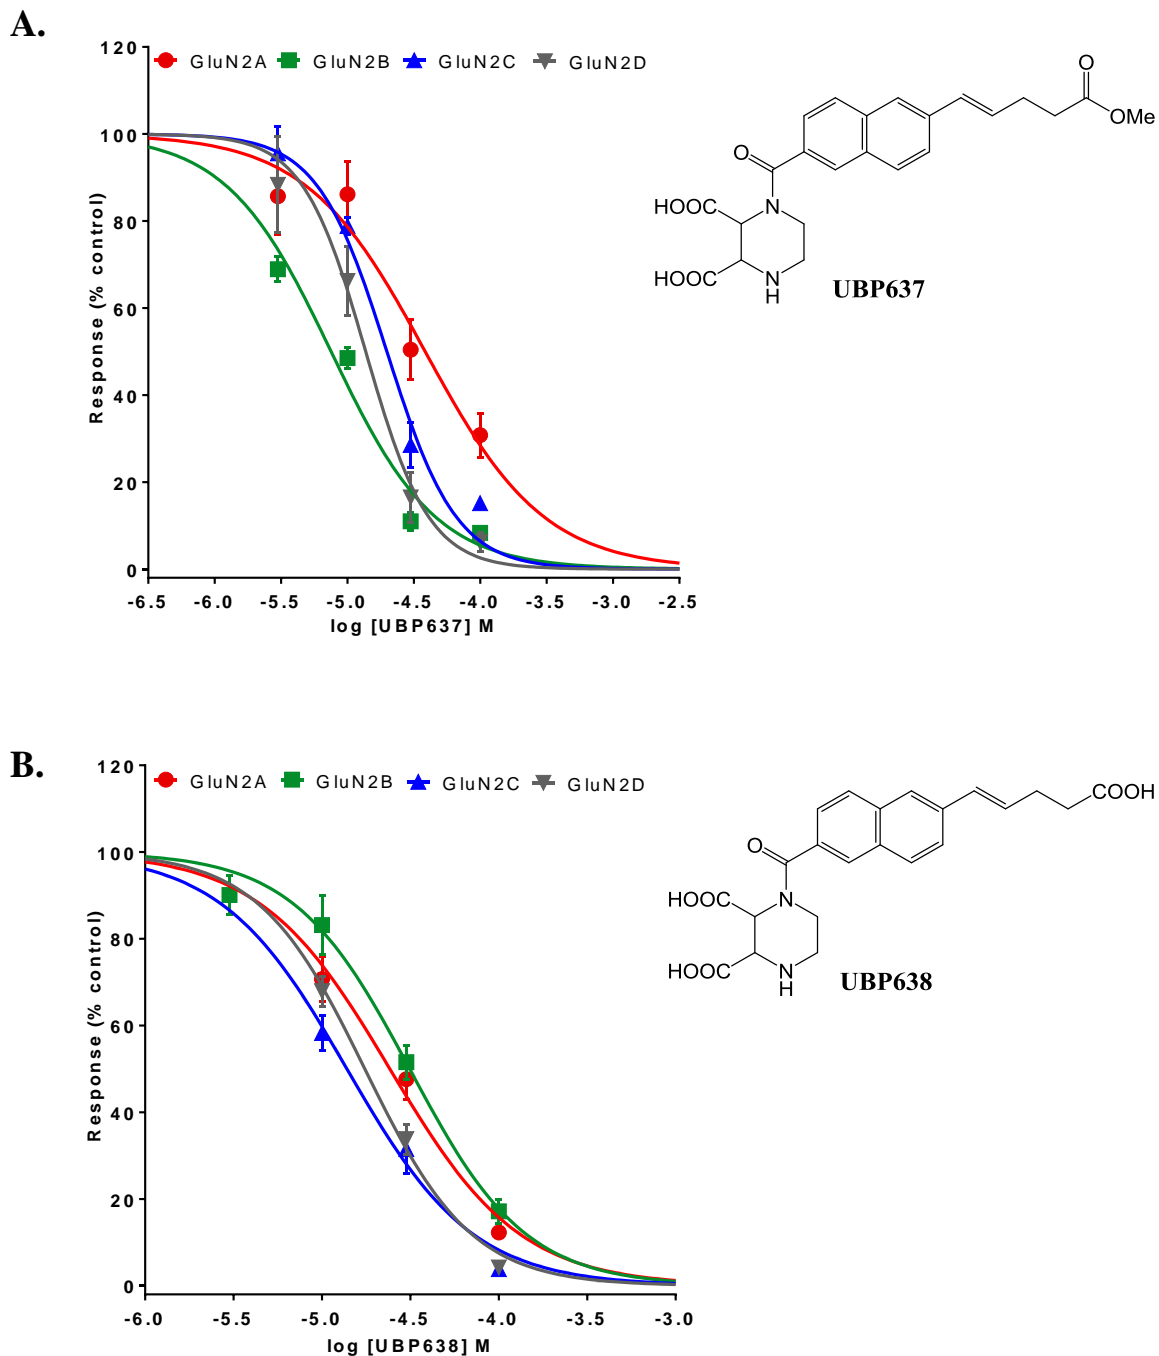 A.
GluN2A GluN2B GluN2C GluN2D
120
100
80
60
40
20
0
Response (% control)
-6.5 -6.0 -5.5 -5.0 -4.5 -4.0 -3.5 -3.0 -2.5
log [UBP637] M
O
OMe
O
N
HOOC
HOOC
N
H
UBP637
B.
GluN2A GluN2B GluN2C GluN2D
120
100
80
60
40
20
0
Response (% control)
-6.0 -5.5 -5.0 -4.5 -4.0 -3.5 -3.0
log [UBP638] M
COOH
O
HOOC
N
HOOC
N
H
UBP638